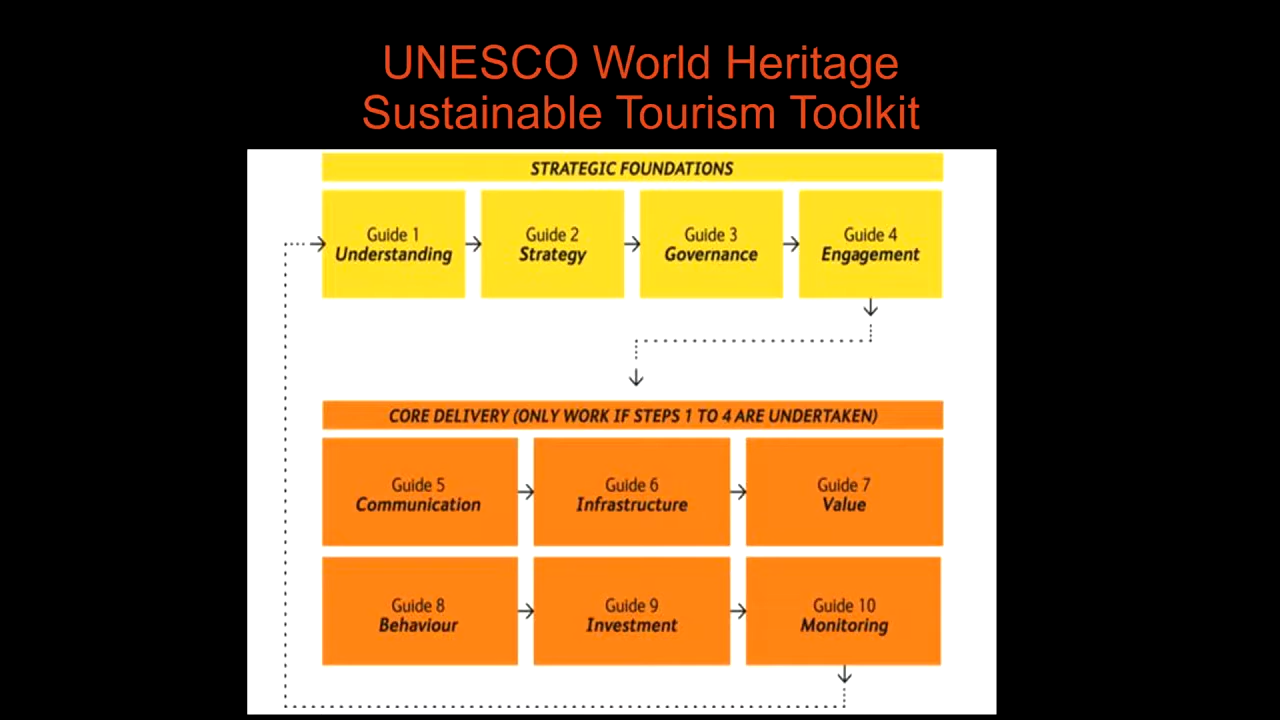 UNESCO World Heritage
Sustainable Tourism Toolkit
STRATEGIC FOUNDATIONS
Guide 1
Understanding
Guide 2
Strategy
Guide 3
Governance
Guide 4
Engagement
CORE DELIVERY (ONLY WORK IF STEPS 1 TO 4 ARE UNDERTAKEN)
Guide 5
Communication
Guide 6
Infrastructure
Guide 7
Value
Guide 8
Behaviour
Guide 9
Investment
Guide 10
Monitoring